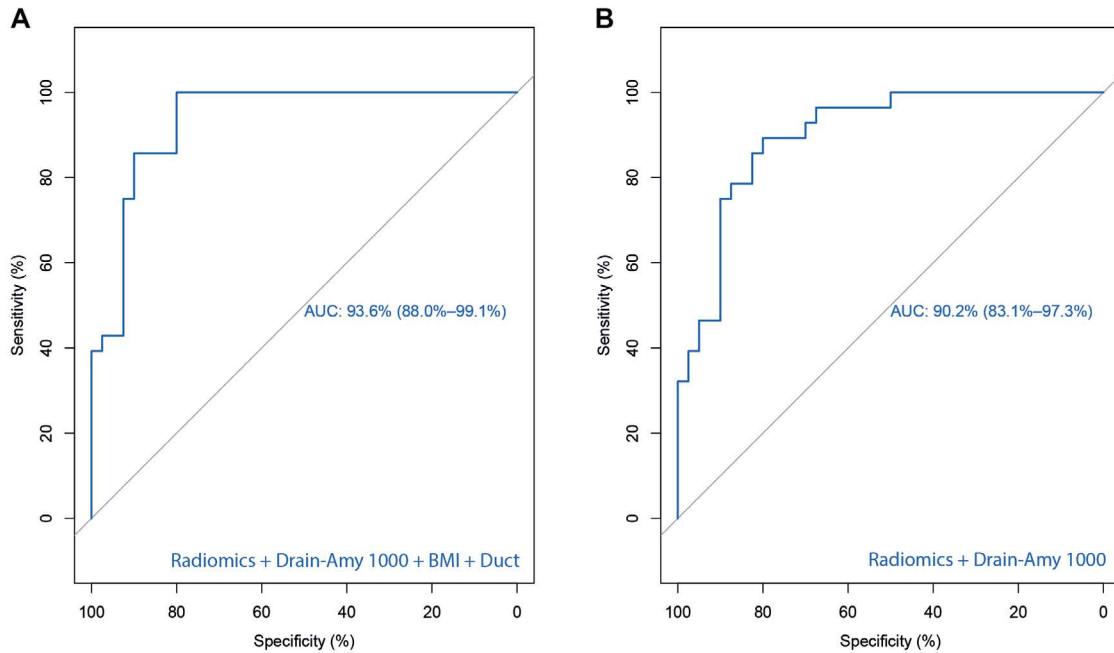 A
Sensitivity (%)
100
80
60
40
20
0
AUC: 93.6% (88.0%–99.1%)
Radiomics + Drain-Amy 1000 + BMI + Duct
100 80 60 40 20 0
Specificity (%)
B
Sensitivity (%)
100
80
60
40
20
0
AUC: 90.2% (83.1%–97.3%)
Radiomics + Drain-Amy 1000
100 80 60 40 20 0
Specificity (%)